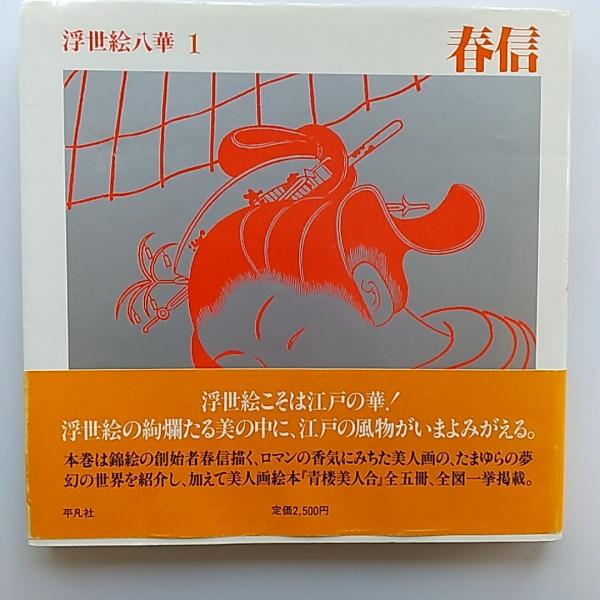 浮世絵八華 1
春信
浮世絵こそは江戸の華!
浮世絵の絢爛たる美の中に、江戸の風物がいまよみがえる。
本巻は錦絵の創始者春信描く、ロマンの香気にみちた美人画の、たまゆらの夢
幻の世界を紹介し、加えて美人画絵本『青楼美人合』全五冊、全図一挙掲載。
平凡社
定価2,500円